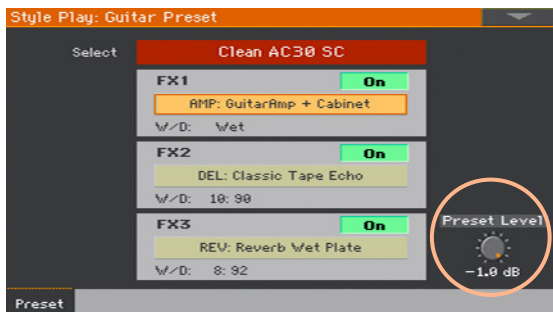 Style Play: Guitar Preset
Select Clean AC30 SC
FX1 On
AMP: GuitarAmp + Cabinet
W/D: Wet
FX2 On
DEL: Classic Tape Echo
W/D: 10:90
FX3 On
Preset Level
REV: Reverb Wet Plate
W/D: 8:92
-1.0 dB
Preset